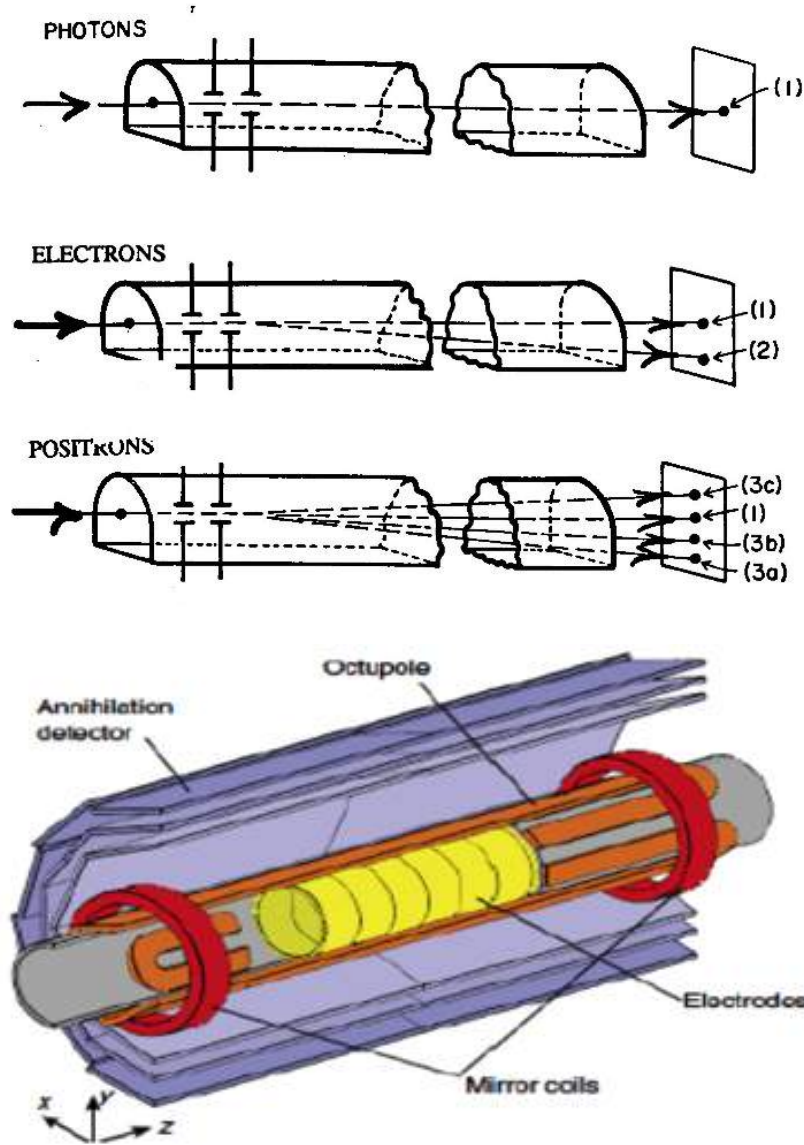 PHOTONS
(1)
ELECTRONS
(1)
(2)
POSITRONS
(3c)
(1)
(3b)
(3a)
Octupole
Annihilation
detector
Electrodes
Mirror coils
x
y
z